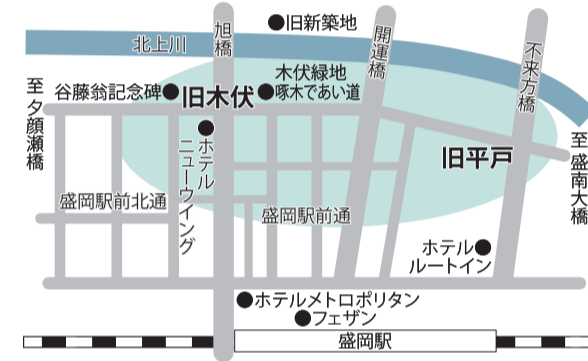 旧新築地
北上川
旭橋
開運橋
不来方橋
谷藤翁記念碑
旧木伏
木伏緑地
啄木であい道
至 夕顔瀬橋
ホテル
ニューウイング
旧平戸
至 盛南大橋
盛岡駅前北通
盛岡駅前通
ホテル
ルートイン
ホテルメトロポリタン
フェザン
盛岡駅